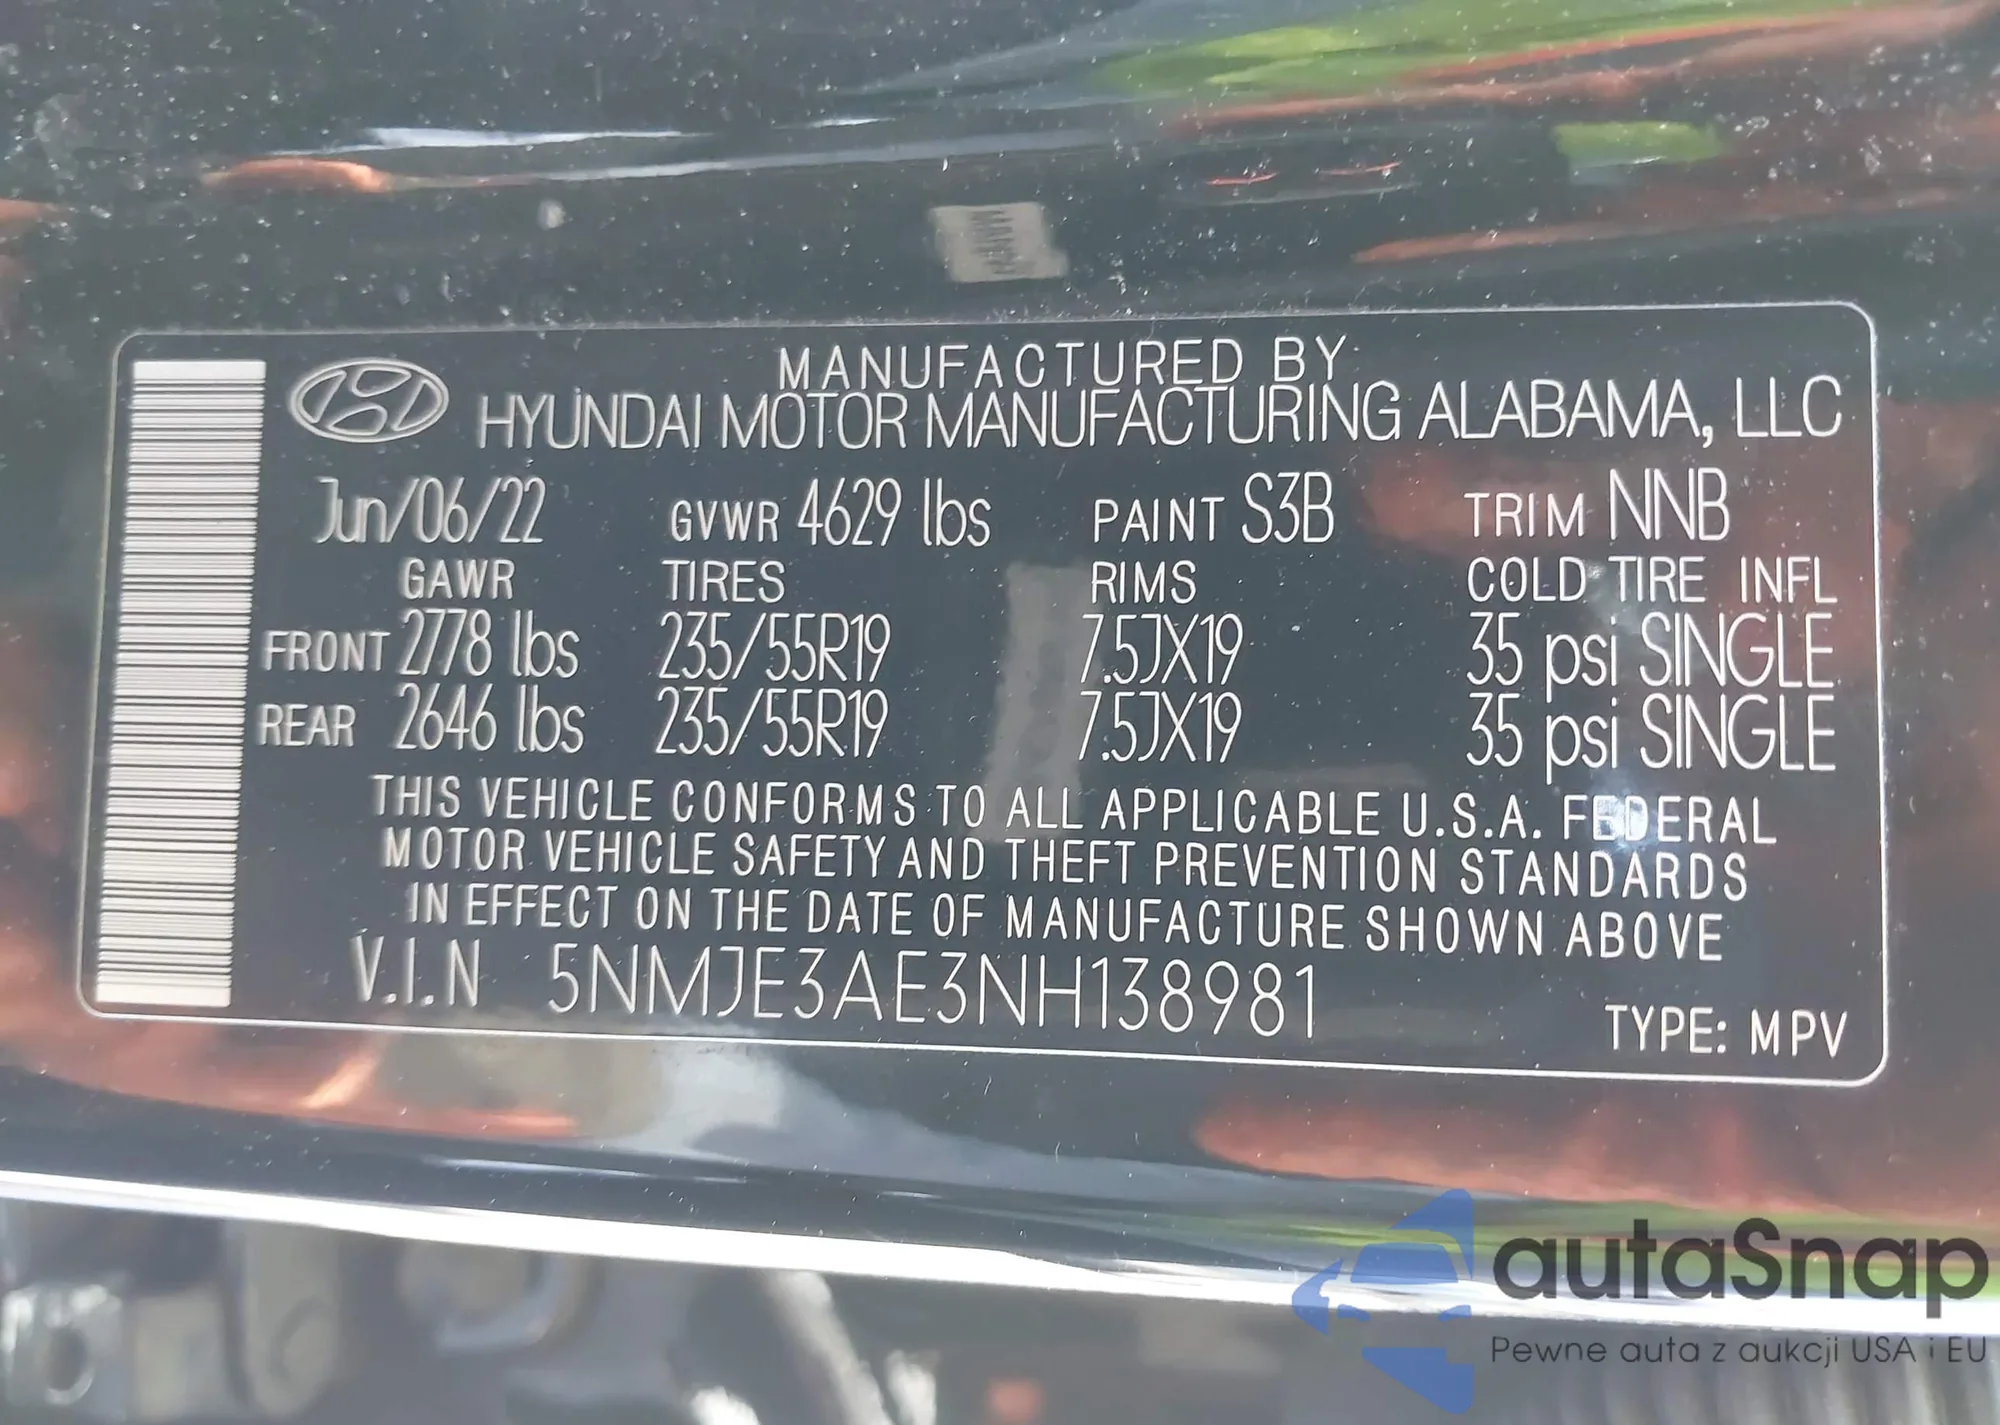 MANUFACTURED BY
HYUNDAI MOTOR MANUFACTURING ALABAMA, LLC
Jun/06/22 GVWR 4629 lbs PAINT S3B TRIM NNB
GAWR TIRES RIMS COLD TIRE INFL
FRONT 2778 lbs 235/55R19 7.5JX19 35 psi SINGLE
REAR 2646 lbs 235/55R19 7.5JX19 35 psi SINGLE
THIS VEHICLE CONFORMS TO ALL APPLICABLE U.S.A. FEDERAL
MOTOR VEHICLE SAFETY AND THEFT PREVENTION STANDARDS
IN EFFECT ON THE DATE OF MANUFACTURE SHOWN ABOVE
V.I.N 5NMJE3AE3NH138981
TYPE: MPV
autaSnap
Pewne auta z aukcji USA i EU